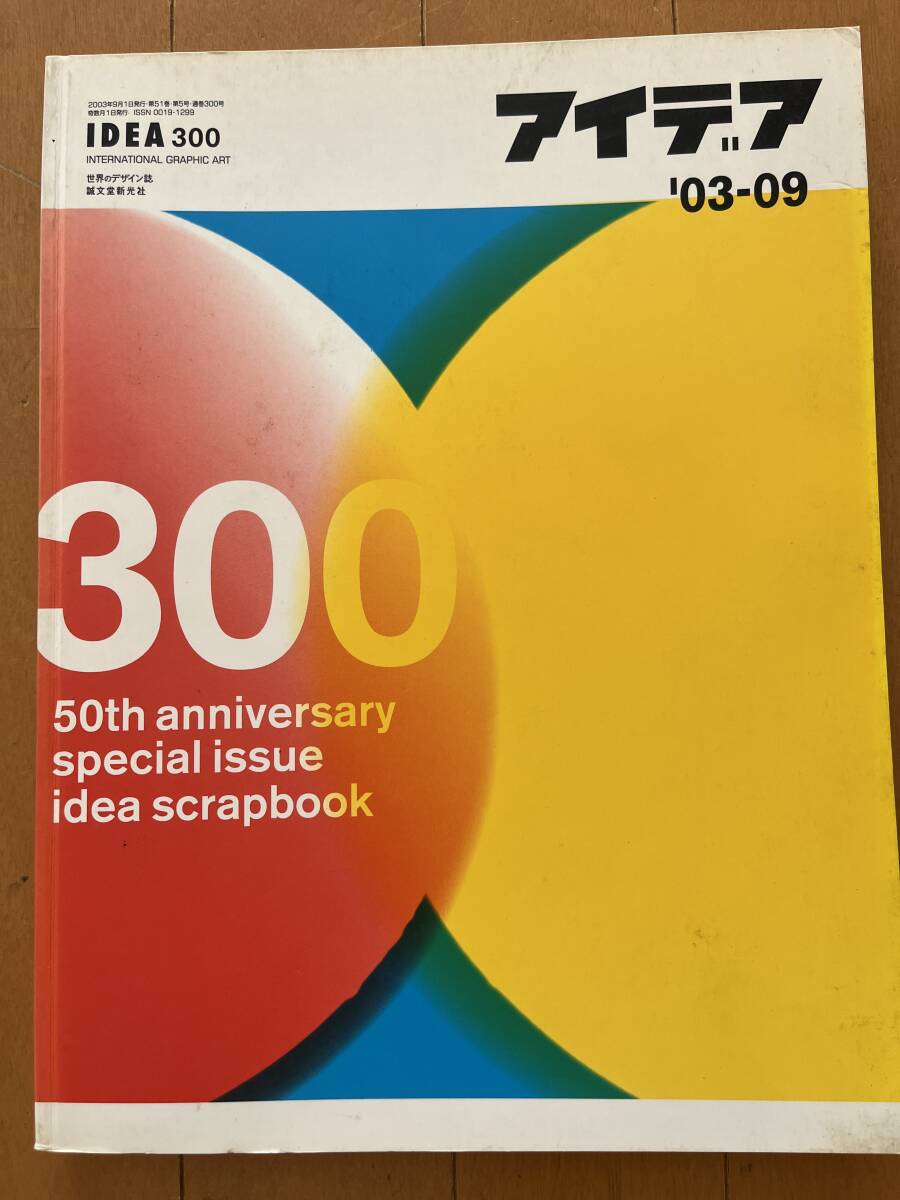 2003年9月1日発行・第51巻・第5号・通巻300号
奇数月1日発行・ISSN 0019-1299
IDEA 300
INTERNATIONAL GRAPHIC ART
世界のデザイン誌
誠文堂新光社
アイデア
'03-09
300
50th anniversary
special issue
idea scrapbook